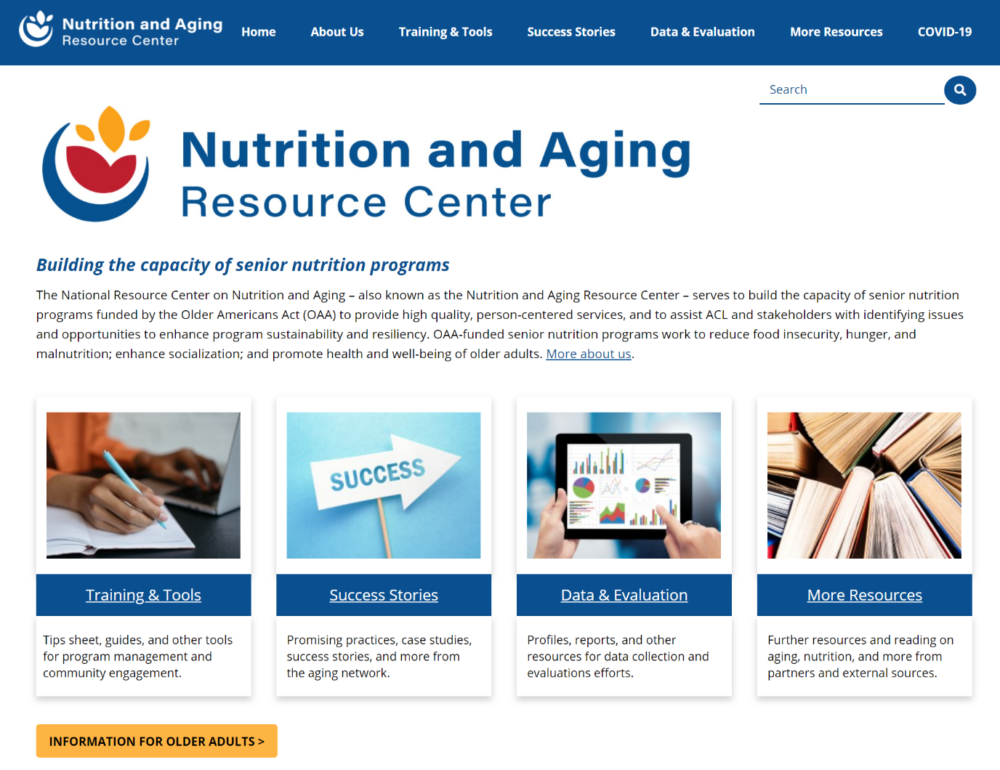 Nutrition and Aging
Resource Center
Home
About Us
Training & Tools
Success Stories
Data & Evaluation
More Resources
COVID-19
Search
Nutrition and Aging
Resource Center
Building the capacity of senior nutrition programs
The National Resource Center on Nutrition and Aging – also known as the Nutrition and Aging Resource Center – serves to build the capacity of senior nutrition
programs funded by the Older Americans Act (OAA) to provide high quality, person-centered services, and to assist ACL and stakeholders with identifying issues
and opportunities to enhance program sustainability and resiliency. OAA-funded senior nutrition programs work to reduce food insecurity, hunger, and
malnutrition; enhance socialization; and promote health and well-being of older adults. More about us.
SUCCESS
Training & Tools
Tips sheet, guides, and other tools
for program management and
community engagement.
Success Stories
Promising practices, case studies,
success stories, and more from
the aging network.
Data & Evaluation
Profiles, reports, and other
resources for data collection and
evaluations efforts.
More Resources
Further resources and reading on
aging, nutrition, and more from
partners and external sources.
INFORMATION FOR OLDER ADULTS >